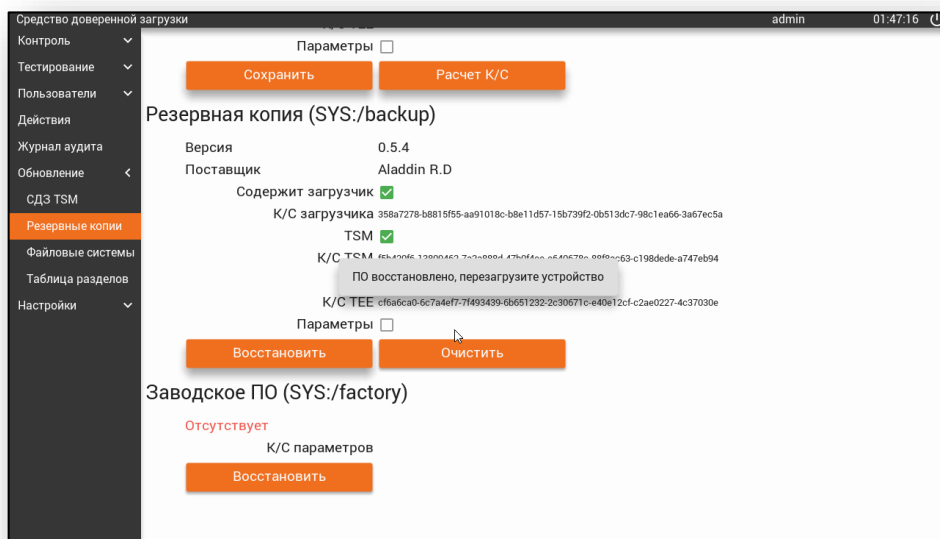 Средство доверенной загрузки admin 01:47:16
Контроль
Тестирование
Пользователи
Действия
Журнал аудита
Обновление
СДЗ TSM
Резервные копии
Файловые системы
Таблица разделов
Настройки
Параметры
Сохранить Расчет К/С
Резервная копия (SYS:/backup)
Версия 0.5.4
Поставщик Aladdin R.D
Содержит загрузчик
К/С загрузчика 358a7278-b8815f55-aa91018c-b8e11d57-15b739f2-0b513dc7-98c1ea66-3a67ec5a
TSM
К/С TSM
ПО восстановлено, перезагрузите устройство
К/С TEE cf6a6ca0-6c7a4ef7-7f493439-6b651232-2c30671c-e40e12cf-c2ae0227-4c37030e
Параметры
Восстановить Очистить
Заводское ПО (SYS:/factory)
Отсутствует
К/С параметров
Восстановить